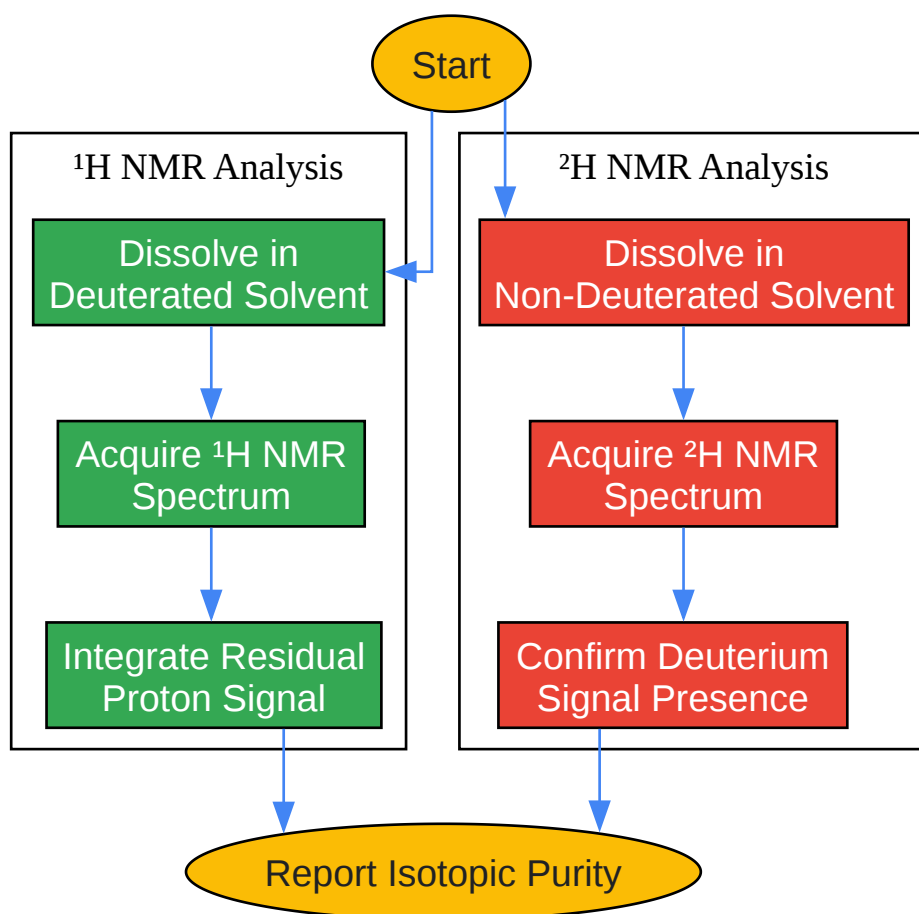 Start
¹H NMR Analysis
Dissolve in
Deuterated Solvent
Acquire ¹H NMR
Spectrum
Integrate Residual
Proton Signal
²H NMR Analysis
Dissolve in
Non-Deuterated Solvent
Acquire ²H NMR
Spectrum
Confirm Deuterium
Signal Presence
Report Isotopic Purity